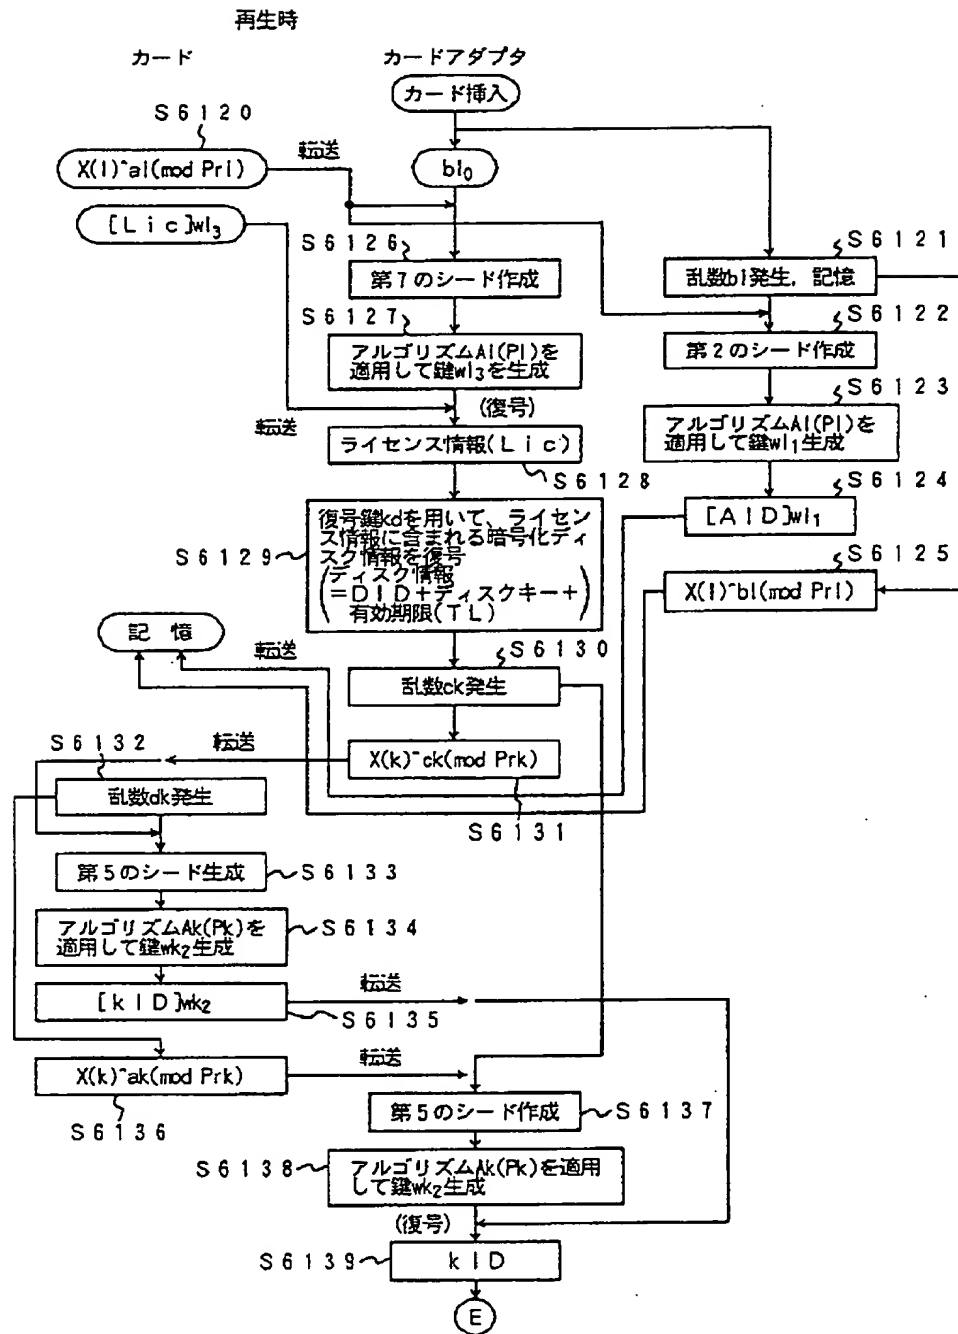 再生時
カード
カードアダプタ
カード挿入
S6120
転送
X(l)^al(mod Prl)
bl0
[Lic]wl3
S6126
S6121
第7のシード作成
乱数bl発生, 記憶
S6127
S6122
アルゴリズムAl(Pl)を
適用して鍵wl3を生成
第2のシード作成
S6123
(復号)
転送
アルゴリズムAl(Pl)を
適用して鍵wl1生成
ライセンス情報(Lic)
S6128
S6124
[AID]wl1
復号鍵kdを用いて、ライセン
ス情報に含まれる暗号化ディ
スク情報を復号
(ディスク情報
=DID+ディスクキー+
有効期限(TL))
S6129
S6125
X(l)^bl(mod Prl)
記憶
転送
S6130
乱数ck発生
S6132
転送
X(k)^ck(mod Prk)
乱数dk発生
S6131
第5のシード生成
S6133
アルゴリズムAk(Pk)を
適用して鍵wk2生成
S6134
転送
[kID]wk2
S6135
転送
X(k)^ak(mod Prk)
S6136
第5のシード作成
S6137
S6138
アルゴリズムAk(Pk)を適用
して鍵wk2生成
(復号)
S6139
kID
E